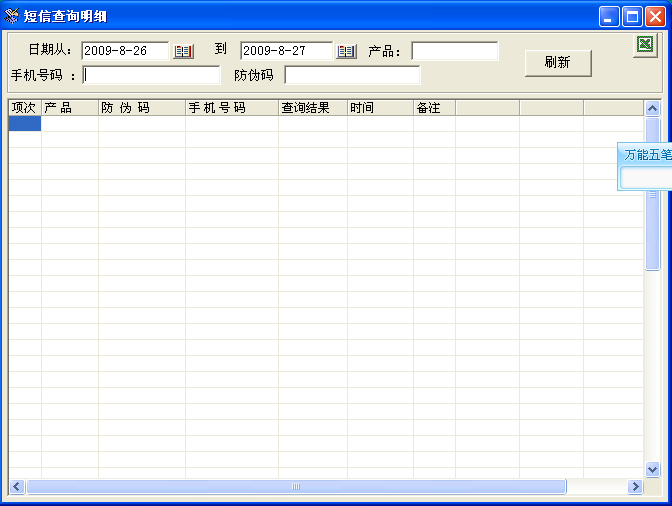 短信查询明细
日期从: 2009-8-26 到 2009-8-27 产品:
手机号码 : 防伪码 刷新
项次 产品 防 伪 码 手机号码 查询结果 时间 备注
万能五笔